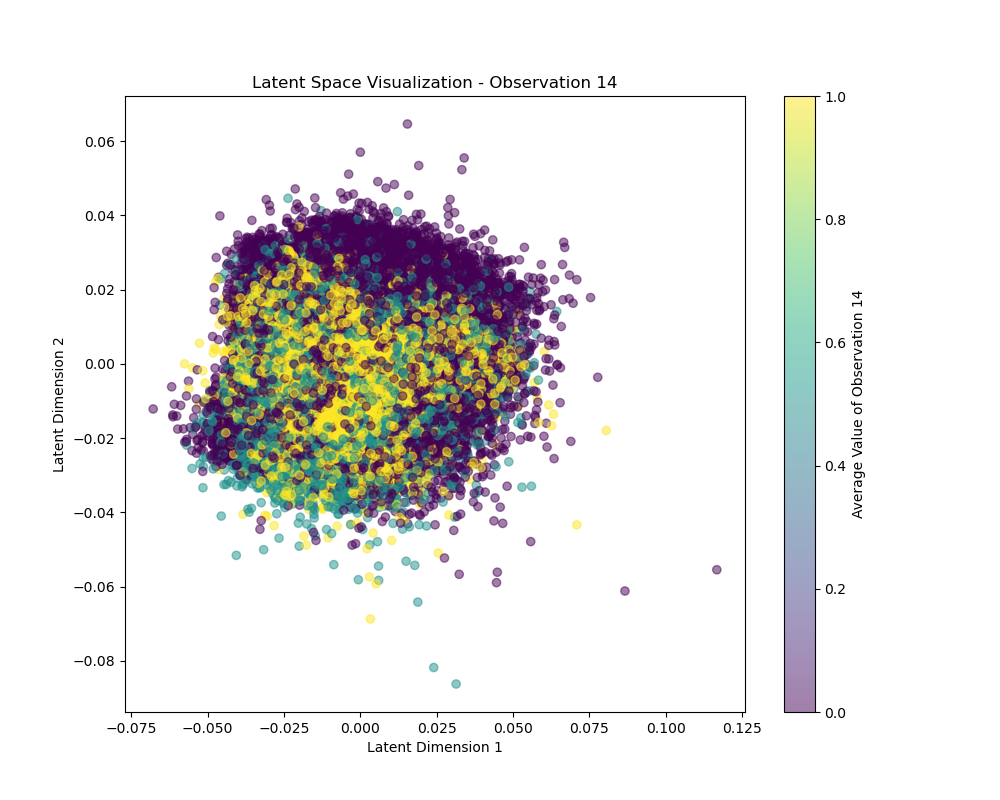 Latent Space Visualization - Observation 14
0.06
0.04
0.02
0.00
−0.02
−0.04
−0.06
−0.08
Latent Dimension 2
−0.075 −0.050 −0.025 0.000 0.025 0.050 0.075 0.100 0.125
Latent Dimension 1
1.0
0.8
0.6
0.4
0.2
0.0
Average Value of Observation 14